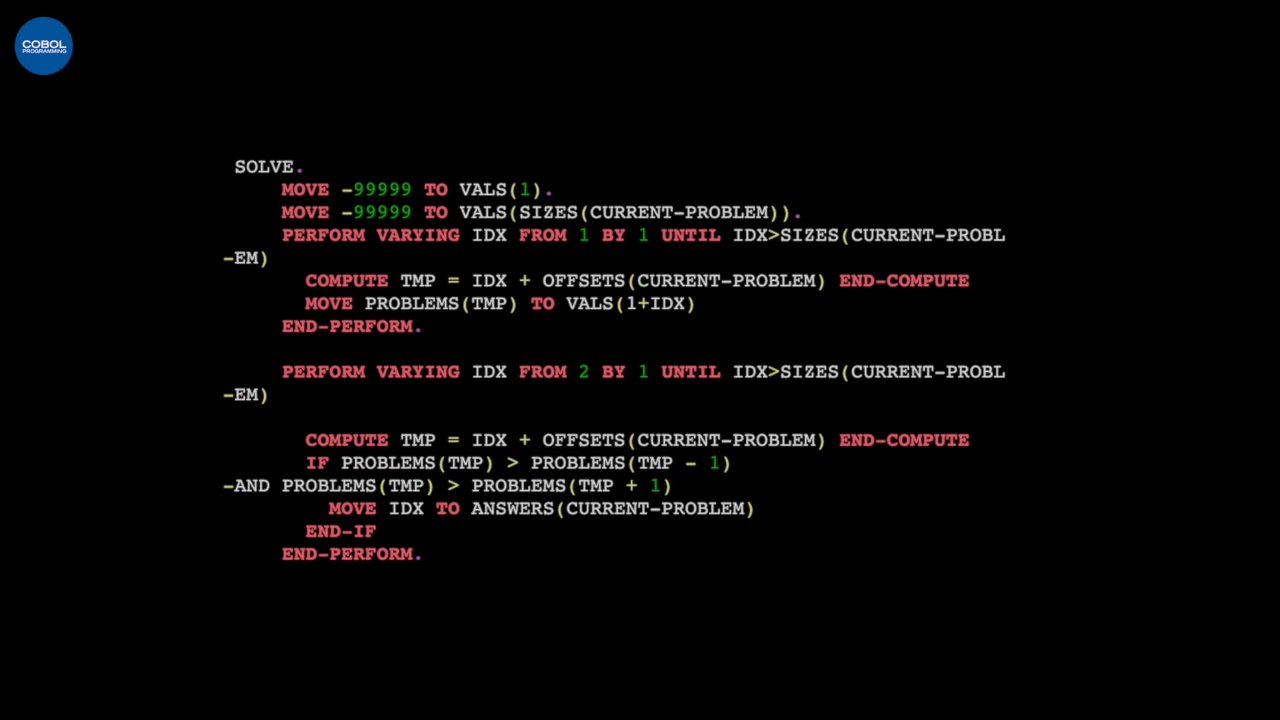 COBOL
PROGRAMMING
SOLVE.
MOVE -99999 TO VALS(1).
MOVE -99999 TO VALS(SIZES(CURRENT-PROBLEM)).
PERFORM VARYING IDX FROM 1 BY 1 UNTIL IDX>SIZES(CURRENT-PROBL
-EM)
COMPUTE TMP = IDX + OFFSETS(CURRENT-PROBLEM) END-COMPUTE
MOVE PROBLEMS(TMP) TO VALS(1+IDX)
END-PERFORM.
PERFORM VARYING IDX FROM 2 BY 1 UNTIL IDX>SIZES(CURRENT-PROBL
-EM)
COMPUTE TMP = IDX + OFFSETS(CURRENT-PROBLEM) END-COMPUTE
IF PROBLEMS(TMP) > PROBLEMS(TMP - 1)
-AND PROBLEMS(TMP) > PROBLEMS(TMP + 1)
MOVE IDX TO ANSWERS(CURRENT-PROBLEM)
END-IF
END-PERFORM.